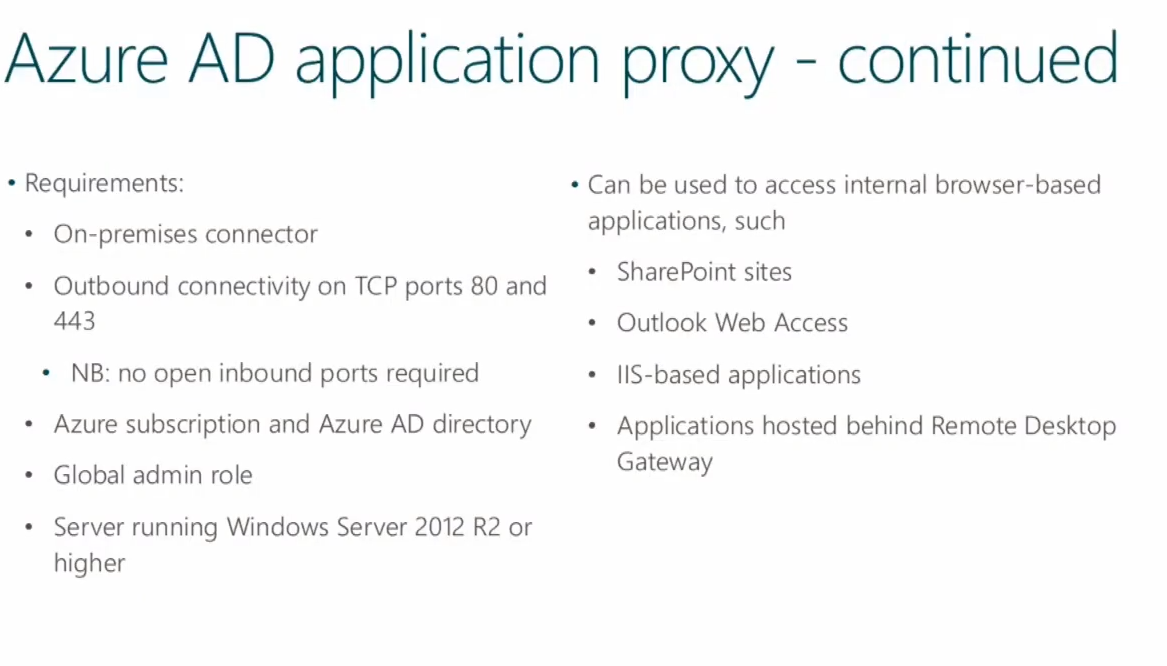 Azure AD application proxy - continued
• Requirements:
• On-premises connector
• Outbound connectivity on TCP ports 80 and
443
• NB: no open inbound ports required
• Azure subscription and Azure AD directory
• Global admin role
• Server running Windows Server 2012 R2 or
higher
• Can be used to access internal browser-based
applications, such
• SharePoint sites
• Outlook Web Access
• IIS-based applications
• Applications hosted behind Remote Desktop
Gateway